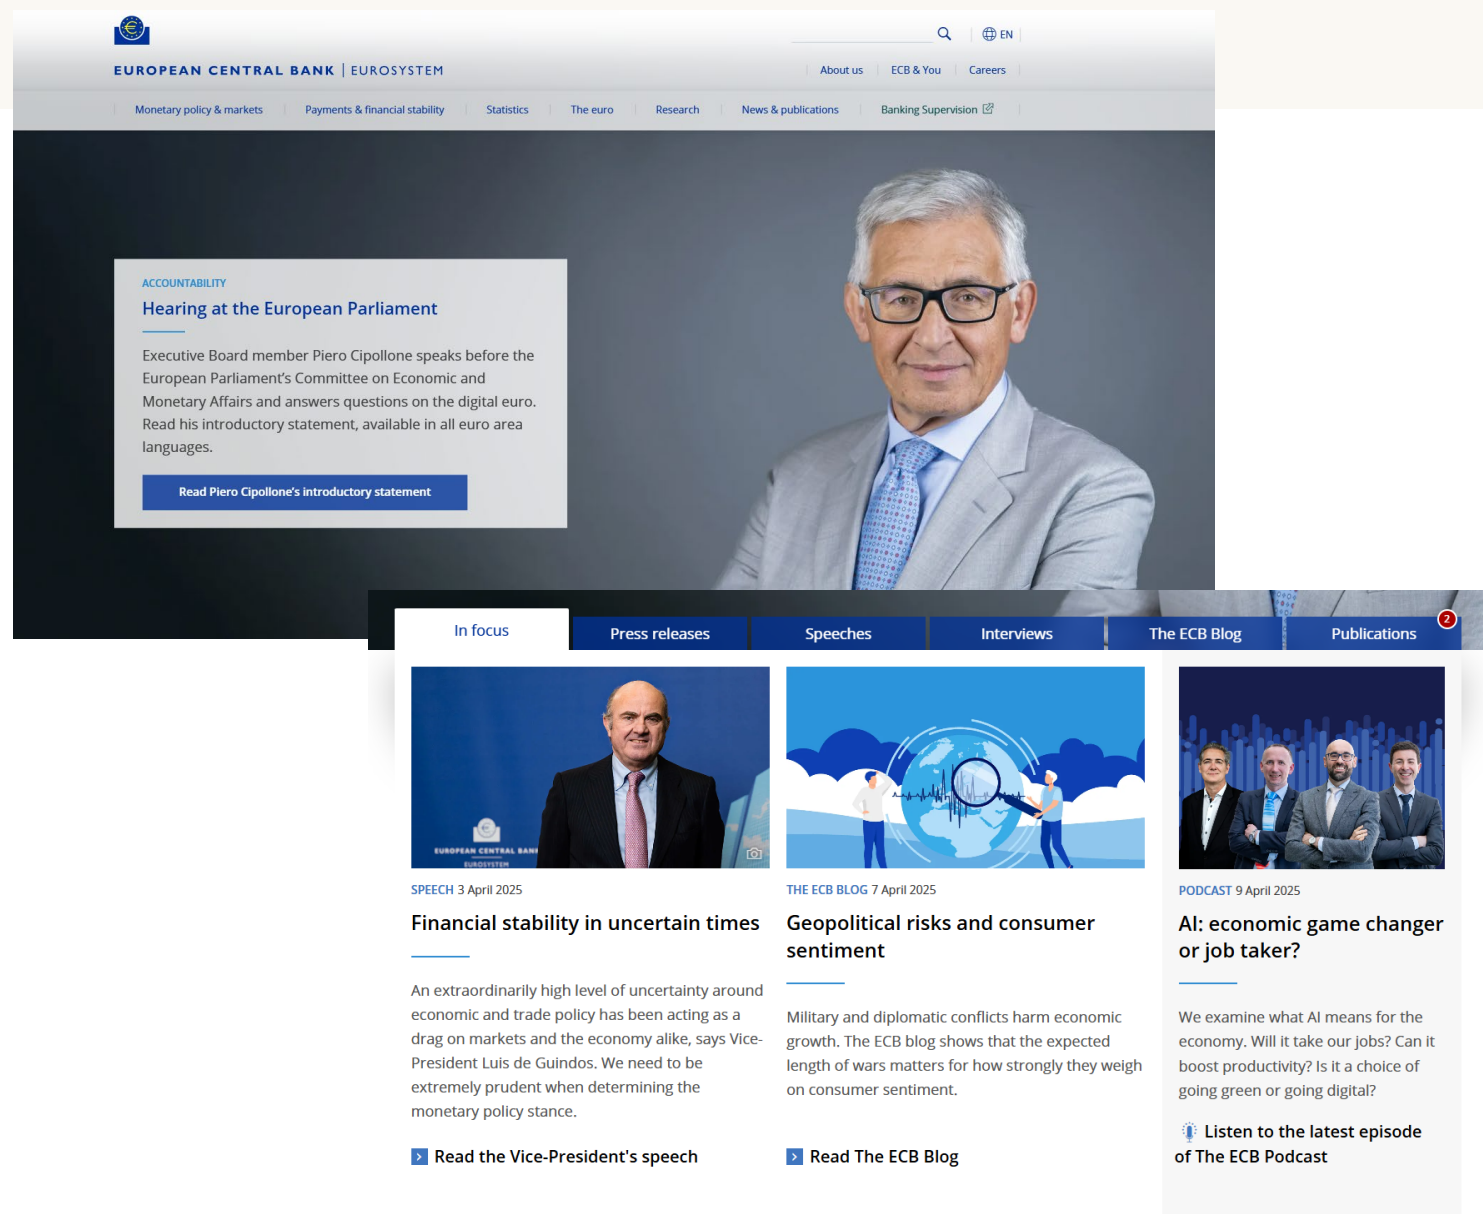 EN
EUROPEAN CENTRAL BANK | EUROSYSTEM
About us
ECB & You
Careers
Monetary policy & markets
Payments & financial stability
Statistics
The euro
Research
News & publications
Banking Supervision
ACCOUNTABILITY
Hearing at the European Parliament
Executive Board member Piero Cipollone speaks before the
European Parliament’s Committee on Economic and
Monetary Affairs and answers questions on the digital euro.
Read his introductory statement, available in all euro area
languages.
Read Piero Cipollone’s introductory statement
In focus
Press releases
Speeches
Interviews
The ECB Blog
Publications
2
EUROPEAN CENTRAL BANK
EUROSYSTEM
SPEECH 3 April 2025
Financial stability in uncertain times
An extraordinarily high level of uncertainty around
economic and trade policy has been acting as a
drag on markets and the economy alike, says Vice-
President Luis de Guindos. We need to be
extremely prudent when determining the
monetary policy stance.
Read the Vice-President's speech
THE ECB BLOG 7 April 2025
Geopolitical risks and consumer
sentiment
Military and diplomatic conflicts harm economic
growth. The ECB blog shows that the expected
length of wars matters for how strongly they weigh
on consumer sentiment.
Read The ECB Blog
PODCAST 9 April 2025
AI: economic game changer
or job taker?
We examine what AI means for the
economy. Will it take our jobs? Can it
boost productivity? Is it a choice of
going green or going digital?
Listen to the latest episode
of The ECB Podcast